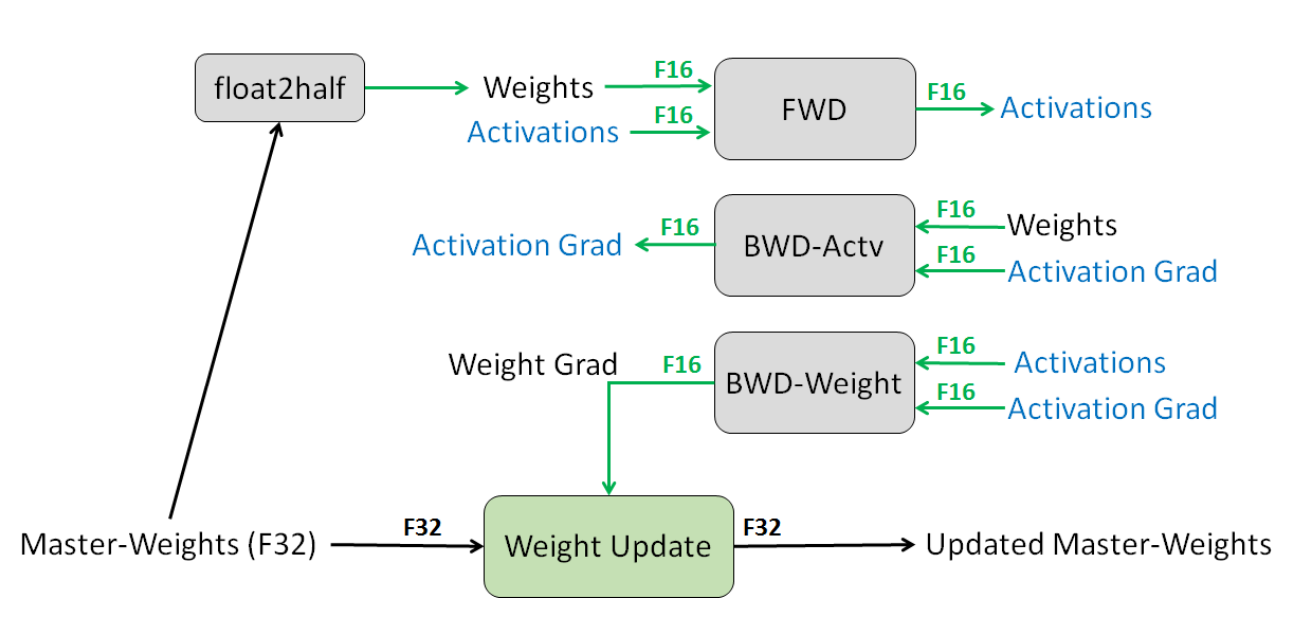 float2half
Weights
F16
Activations
F16
FWD
F16
Activations
Activation Grad
F16
BWD-Actv
F16
Weights
F16
Activation Grad
Weight Grad
F16
BWD-Weight
F16
Activations
F16
Activation Grad
Master-Weights (F32)
F32
Weight Update
F32
Updated Master-Weights